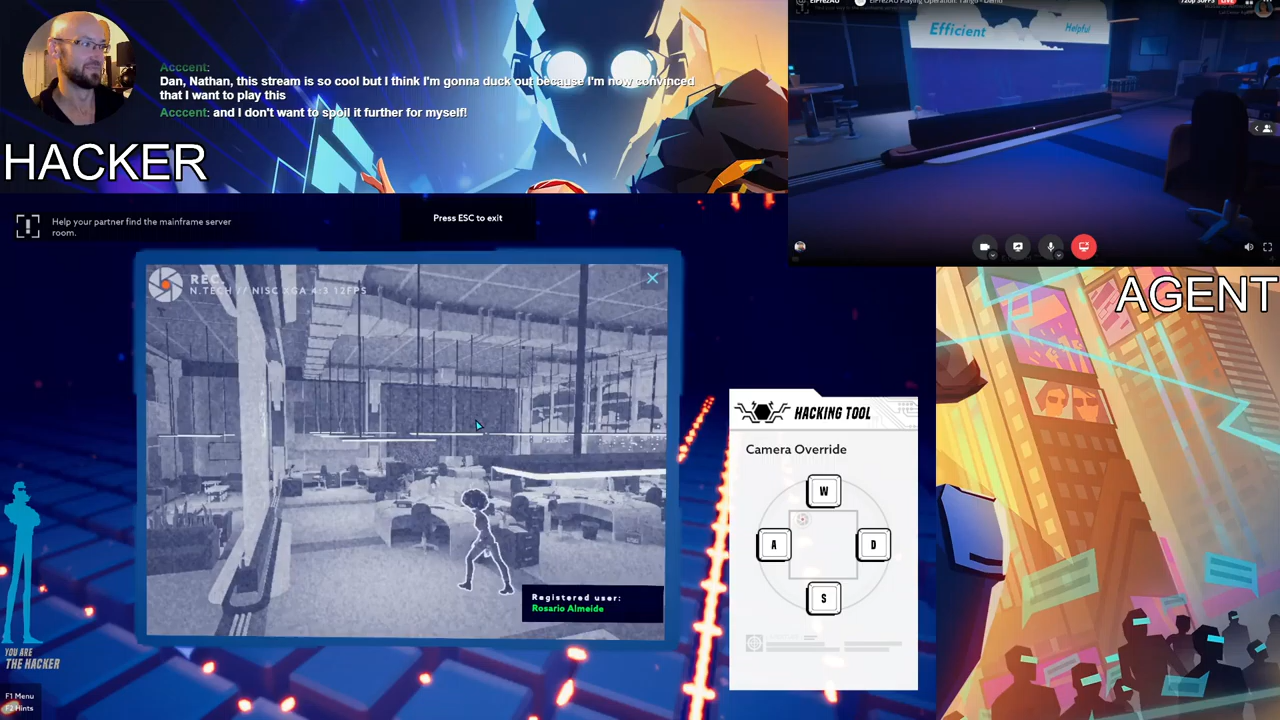 Acccent:
Dan, Nathan, this stream is so cool but I think I'm gonna duck out because I'm now convinced
that I want to play this
Acccent: and I don't want to spoil it further for myself!
HACKER
Efficient
Helpful
AGENT
Help your partner find the mainframe server
room.
Press ESC to exit
REC.
N.TECH // NISC XGA 4:3 12FPS
Registered user:
Rosario Almeide
HACKING TOOL
Camera Override
W
A
D
S
YOU ARE
THE HACKER
F1 Menu
F2 Hints